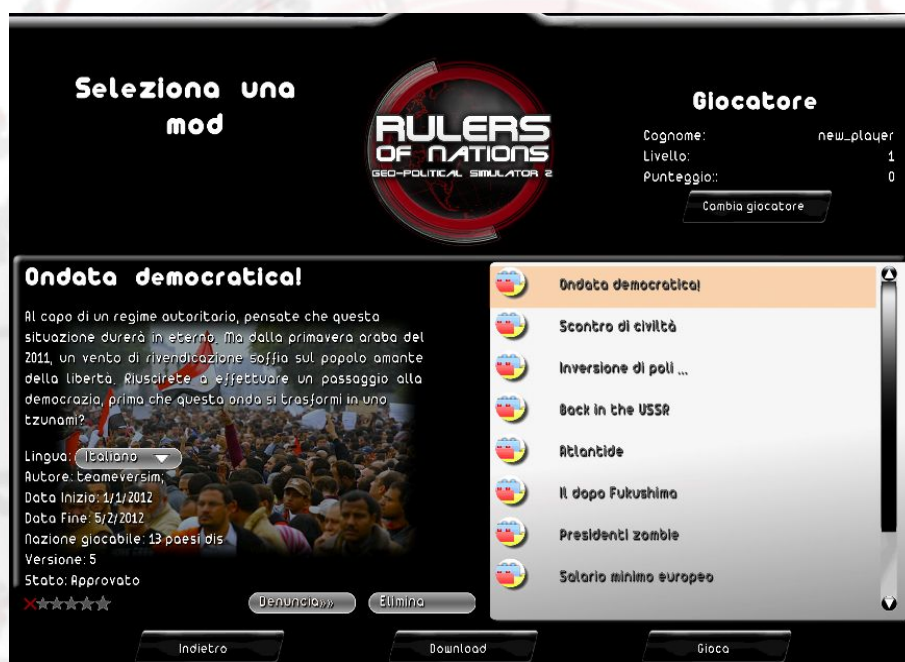 Seleziona una
mod
RULERS
OF NATIONS
GEO-POLITICAL SIMULATOR 2
Giocatore
Cognome: new_player
Livello: 1
Punteggio:: 0
Cambia giocatore
Ondata democratica!
Al capo di un regime autoritario, pensate che questa
situazione durerà in eterno. Ma dalla primavera araba del
2011, un vento di rivendicazione soffia sul popolo amante
della libertà. Riuscirete a effettuare un passaggio alla
democrazia, prima che questa onda si trasformi in uno
tzunami?
Lingua: Italiano
Autore: teameversim;
Data Inizio: 1/1/2012
Data Fine: 5/2/2012
Nazione giocabile: 13 paesi dis
Versione: 5
Stato: Approvato
Denuncia»»
Elimina
Ondata democratica!
Scontro di civiltà
Inversione di poli ...
Back in the USSR
Atlantide
Il dopo Fukushima
Presidenti zombie
Salario minimo europeo
Indietro
Download
Gioca